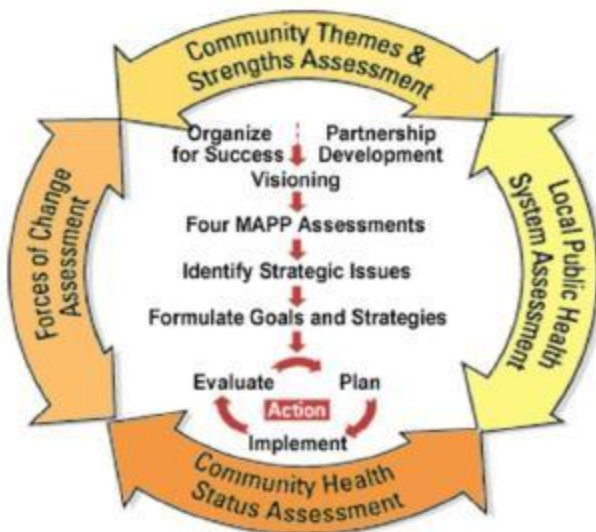 Community Themes &
Strengths Assessment
Organize
for Success
Partnership
Development
Visioning
Four MAPP Assessments
Identify Strategic Issues
Formulate Goals and Strategies
Evaluate
Plan
Action
Implement
Forces of Change
Assessment
Local Public Health
System Assessment
Community Health
Status Assessment